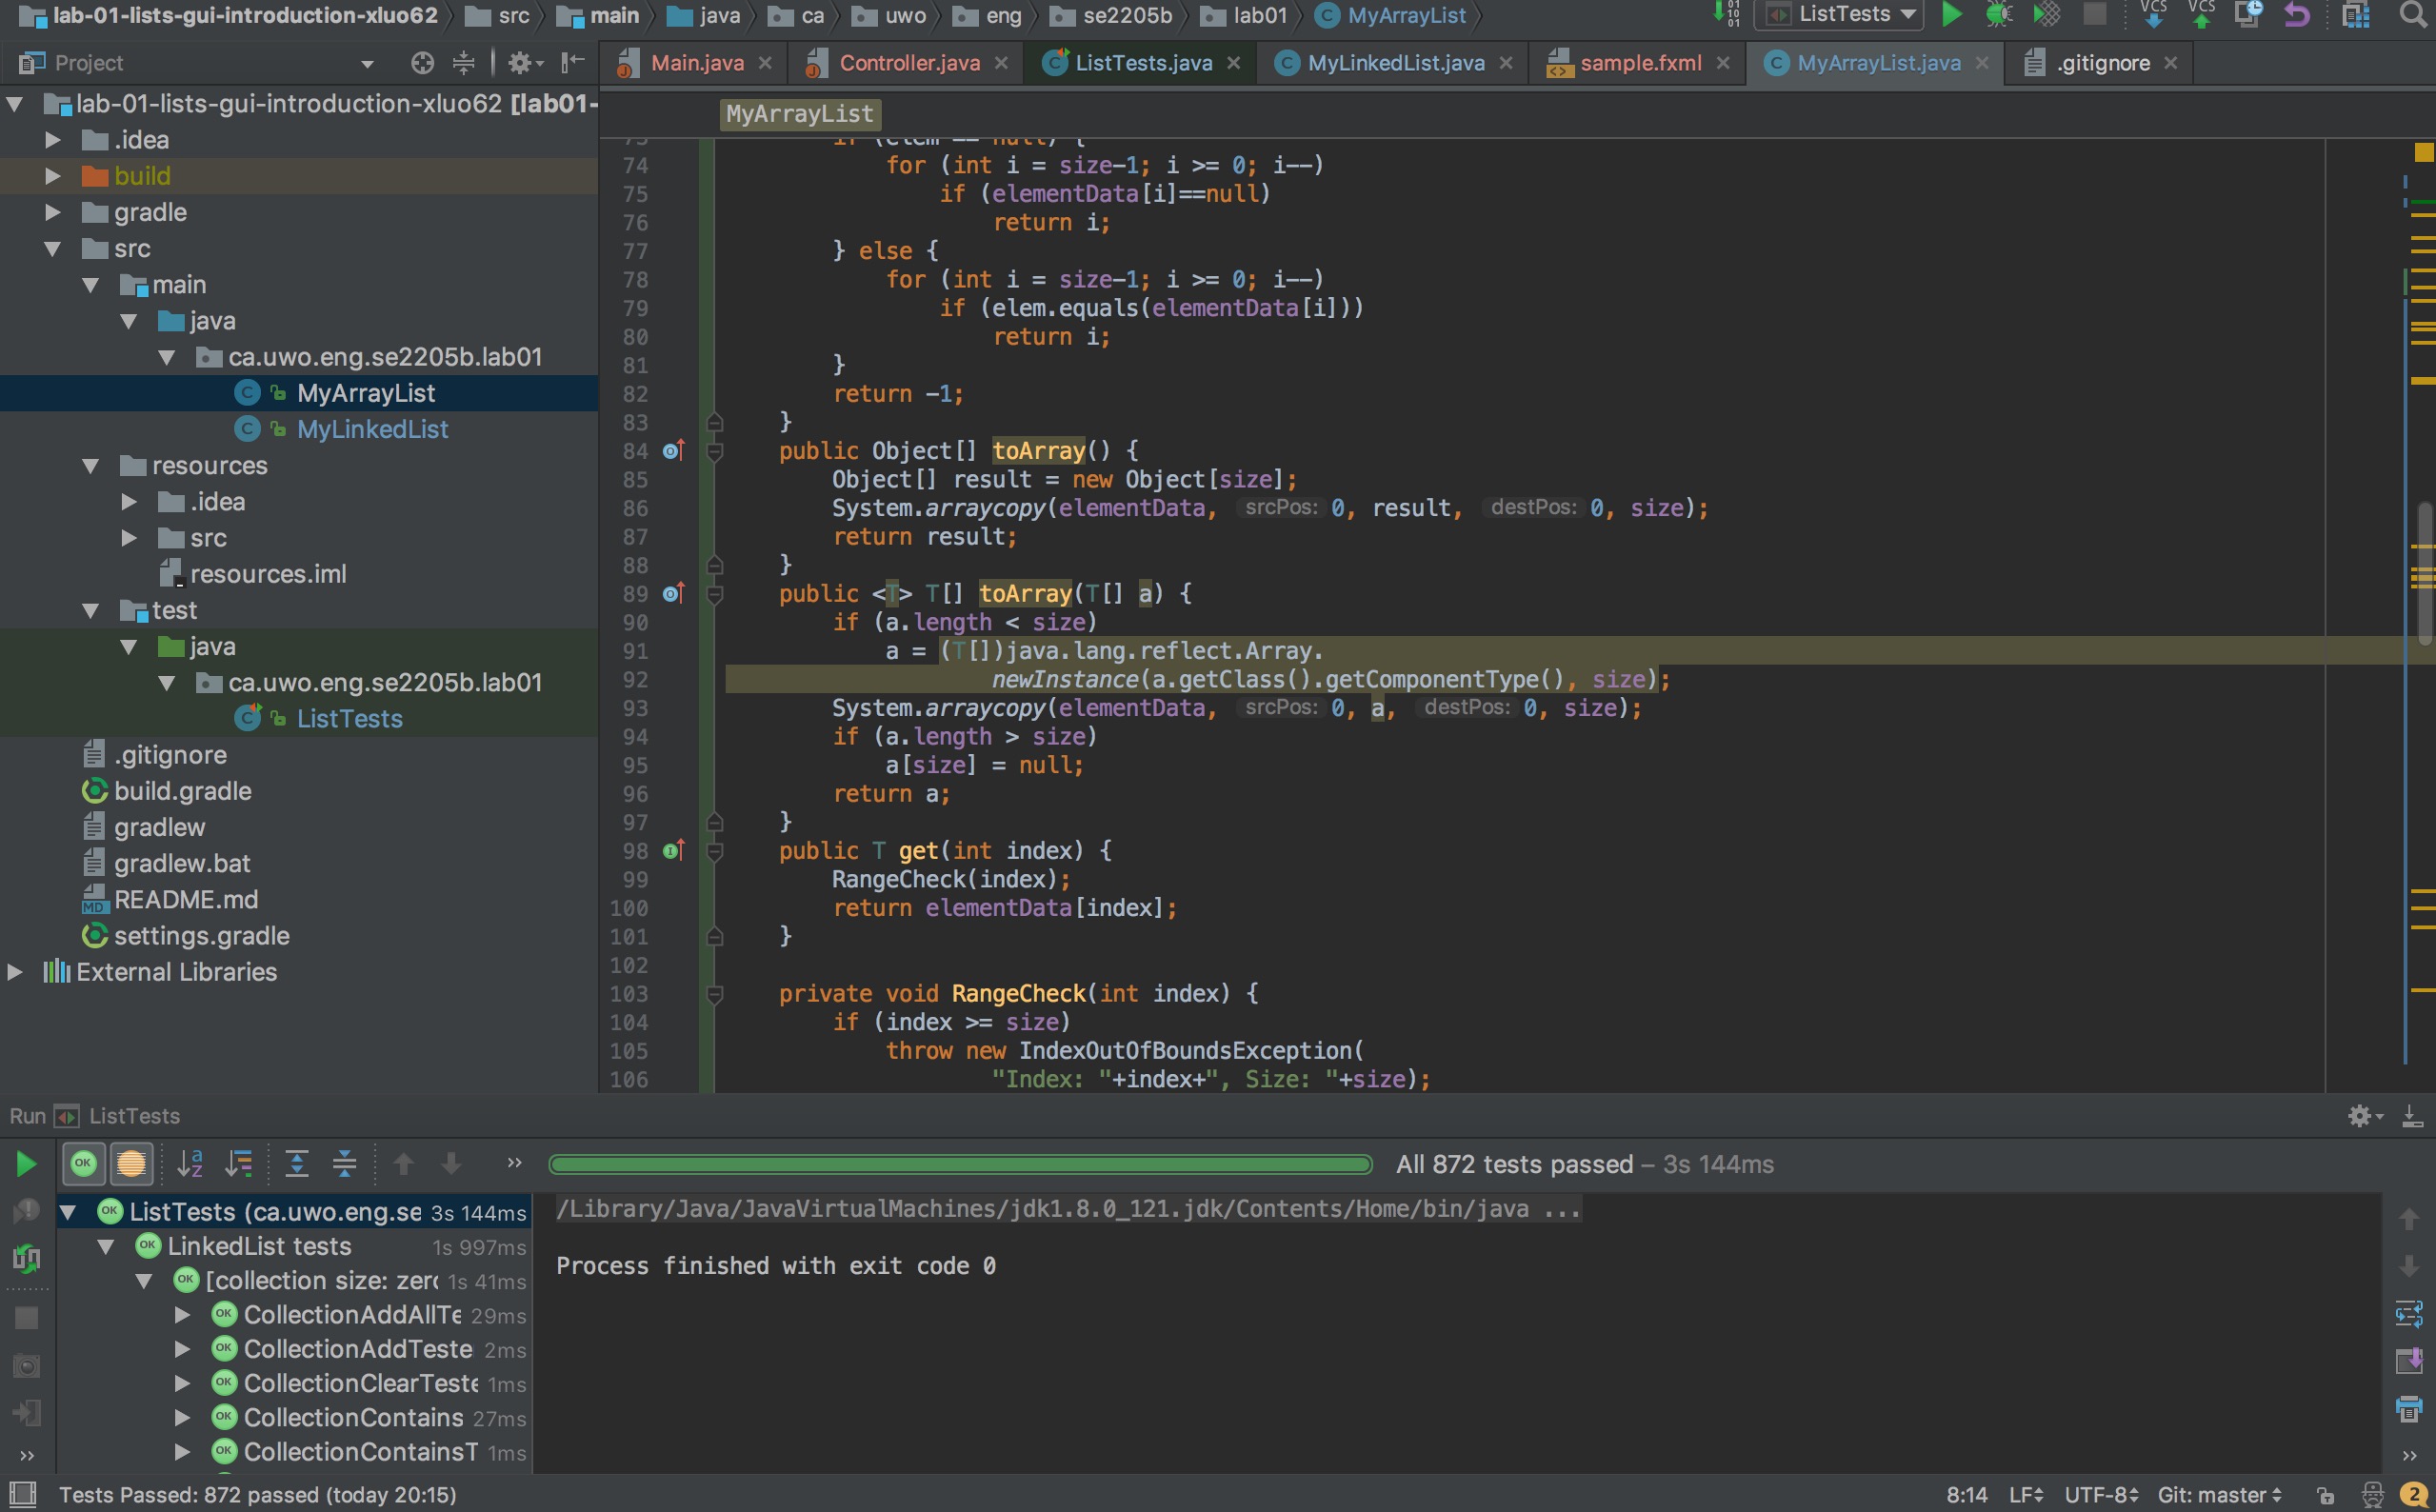 lab-01-lists-gui-introduction-xluo62 src main java ca uwo eng se2205b lab01 MyArrayList ListTests VCS VCS
Project
Main.java Controller.java ListTests.java MyLinkedList.java sample.fxml MyArrayList.java .gitignore
lab-01-lists-gui-introduction-xluo62 [lab01-
.idea
build
gradle
src
main
java
ca.uwo.eng.se2205b.lab01
MyArrayList
MyLinkedList
resources
.idea
src
resources.iml
test
java
ca.uwo.eng.se2205b.lab01
ListTests
.gitignore
build.gradle
gradlew
gradlew.bat
README.md
settings.gradle
External Libraries
MyArrayList
73 if (elem == null) {
74 for (int i = size-1; i >= 0; i--)
75 if (elementData[i]==null)
76 return i;
77 } else {
78 for (int i = size-1; i >= 0; i--)
79 if (elem.equals(elementData[i]))
80 return i;
81 }
82 return -1;
83 }
84 public Object[] toArray() {
85 Object[] result = new Object[size];
86 System.arraycopy(elementData, srcPos: 0, result, destPos: 0, size);
87 return result;
88 }
89 public <T> T[] toArray(T[] a) {
90 if (a.length < size)
91 a = (T[])java.lang.reflect.Array.
92 newInstance(a.getClass().getComponentType(), size);
93 System.arraycopy(elementData, srcPos: 0, a, destPos: 0, size);
94 if (a.length > size)
95 a[size] = null;
96 return a;
97 }
98 public T get(int index) {
99 RangeCheck(index);
100 return elementData[index];
101 }
102
103 private void RangeCheck(int index) {
104 if (index >= size)
105 throw new IndexOutOfBoundsException(
106 "Index: "+index+", Size: "+size);
Run ListTests
All 872 tests passed – 3s 144ms
ListTests (ca.uwo.eng.se 3s 144ms
LinkedList tests 1s 997ms
[collection size: zero 1s 41ms
CollectionAddAllTe 29ms
CollectionAddTeste 2ms
CollectionClearTeste 1ms
CollectionContains 27ms
CollectionContainsT 1ms
/Library/Java/JavaVirtualMachines/jdk1.8.0_121.jdk/Contents/Home/bin/java ...
Process finished with exit code 0
Tests Passed: 872 passed (today 20:15)
8:14 LF UTF-8 Git: master 2